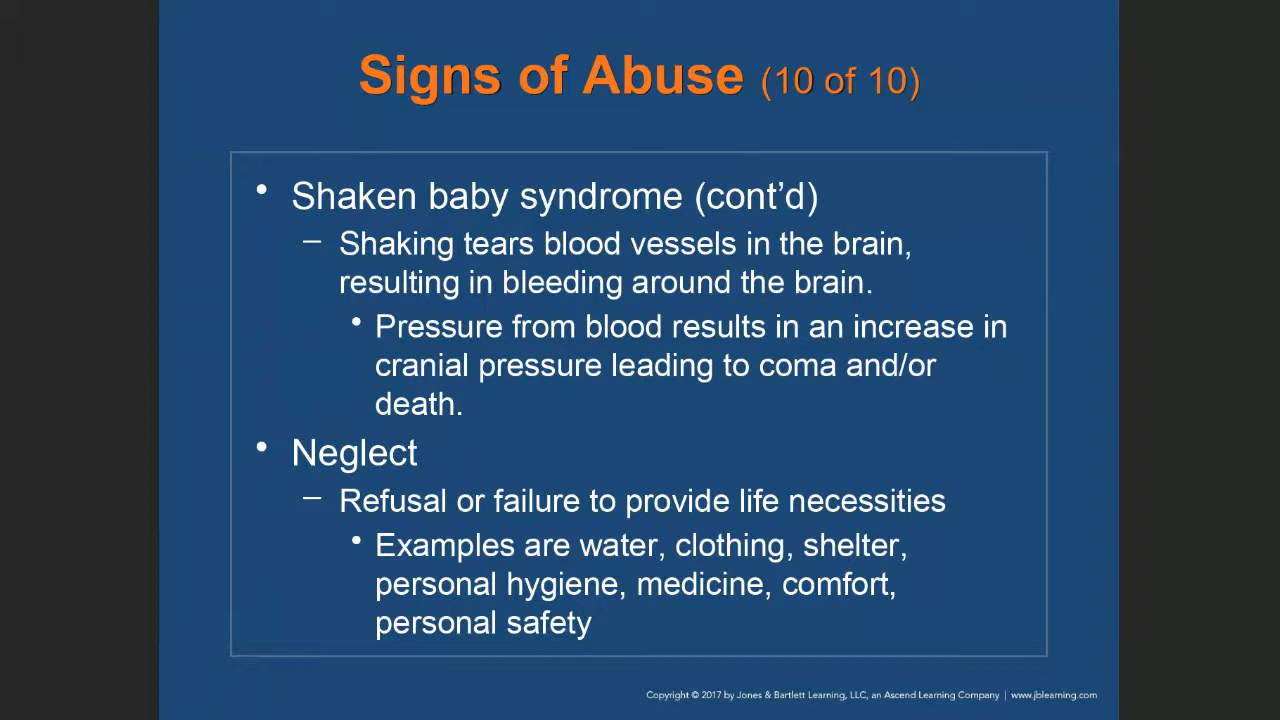 Signs of Abuse (10 of 10)
• Shaken baby syndrome (cont’d)
– Shaking tears blood vessels in the brain,
resulting in bleeding around the brain.
• Pressure from blood results in an increase in
cranial pressure leading to coma and/or
death.
• Neglect
– Refusal or failure to provide life necessities
• Examples are water, clothing, shelter,
personal hygiene, medicine, comfort,
personal safety
Copyright © 2017 by Jones & Bartlett Learning, LLC, an Ascend Learning Company | www.jblearning.com